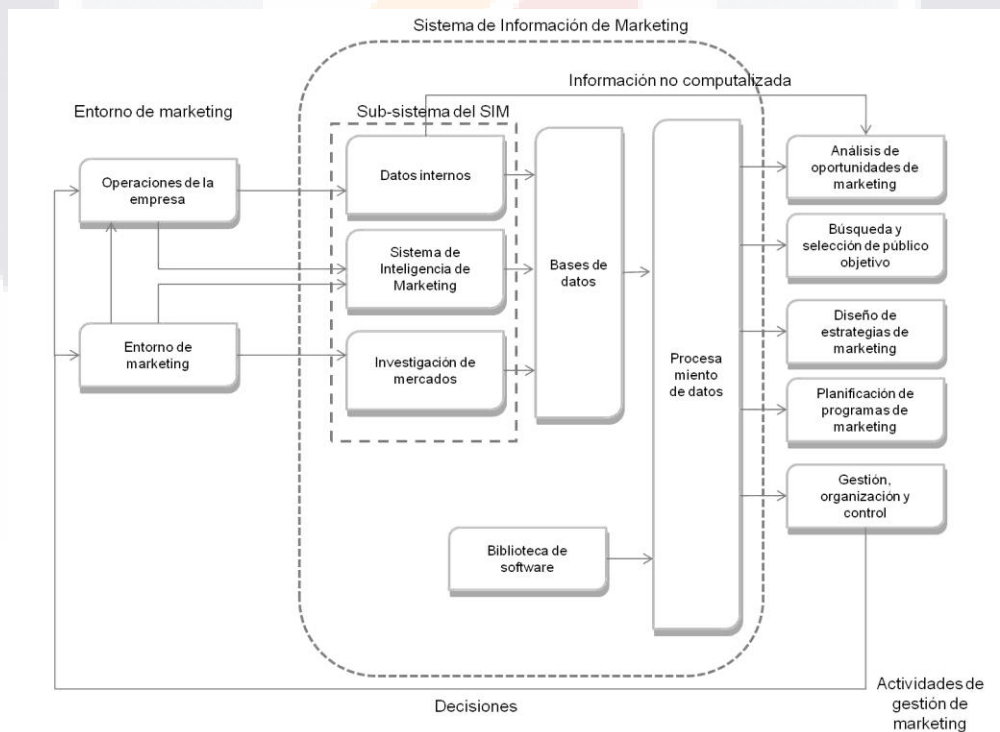 Sistema de Información de Marketing
Información no computalizada
Entorno de marketing
Sub-sistema del SIM
Operaciones de la
empresa
Entorno de
marketing
Datos internos
Sistema de
Inteligencia de
Marketing
Investigación de
mercados
Bases de
datos
Biblioteca de
software
Procesa
miento
de datos
Análisis de
oportunidades de
marketing
Búsqueda y
selección de público
objetivo
Diseño de
estrategias de
marketing
Planificación de
programas de
marketing
Gestión,
organización y
control
Decisiones
Actividades de
gestión de
marketing